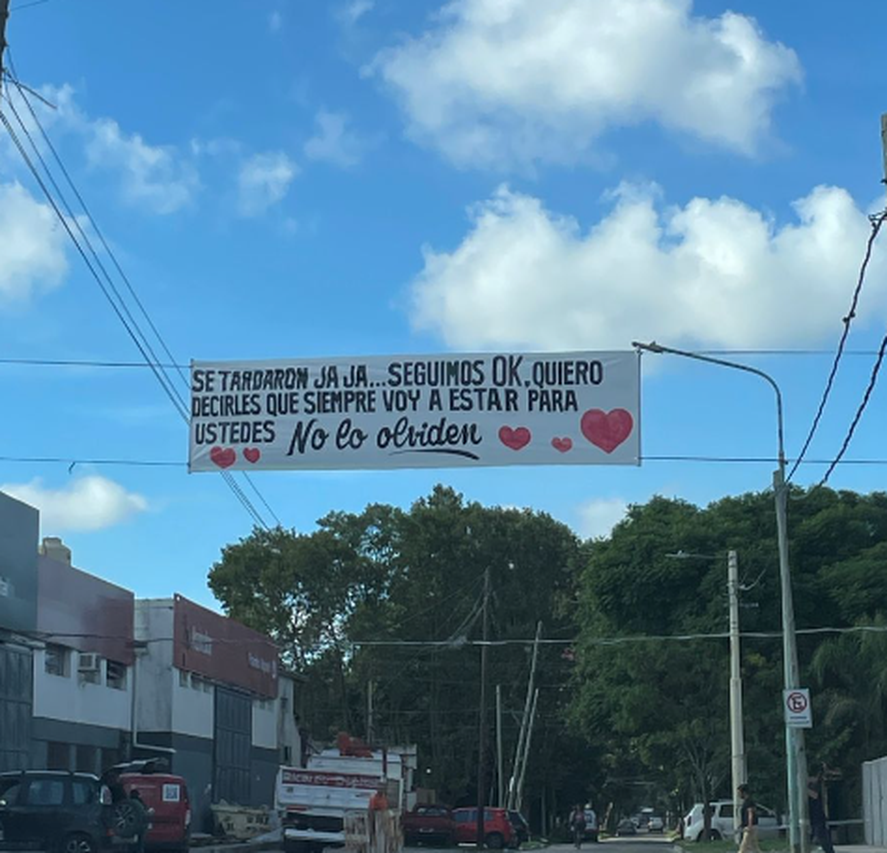 SE TARDARON JA JA...SEGUIMOS OK, QUIERO
DECIRLES QUE SIEMPRE VOY A ESTAR PARA
USTEDES No lo olviden